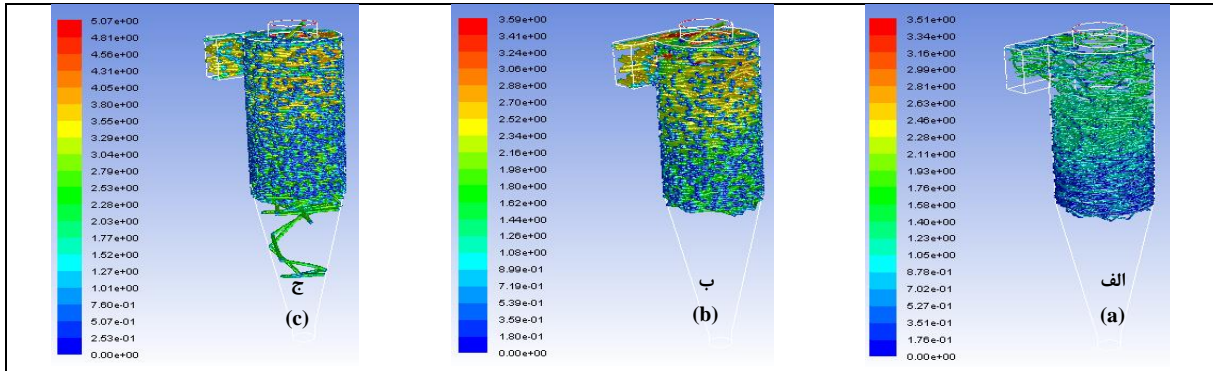 5.07e+00
4.81e+00
4.56e+00
4.31e+00
4.05e+00
3.80e+00
3.55e+00
3.29e+00
3.04e+00
2.79e+00
2.53e+00
2.28e+00
2.03e+00
1.77e+00
1.52e+00
1.27e+00
1.01e+00
7.60e-01
5.07e-01
2.53e-01
0.00e+00
ج
(c)
3.59e+00
3.41e+00
3.24e+00
3.06e+00
2.88e+00
2.70e+00
2.52e+00
2.34e+00
2.16e+00
1.98e+00
1.80e+00
1.62e+00
1.44e+00
1.26e+00
1.08e+00
8.99e-01
7.19e-01
5.39e-01
3.59e-01
1.80e-01
0.00e+00
ب
(b)
3.51e+00
3.34e+00
3.16e+00
2.99e+00
2.81e+00
2.63e+00
2.46e+00
2.28e+00
2.11e+00
1.93e+00
1.76e+00
1.58e+00
1.40e+00
1.23e+00
1.05e+00
8.78e-01
7.02e-01
5.27e-01
3.51e-01
1.76e-01
0.00e+00
الف
(a)